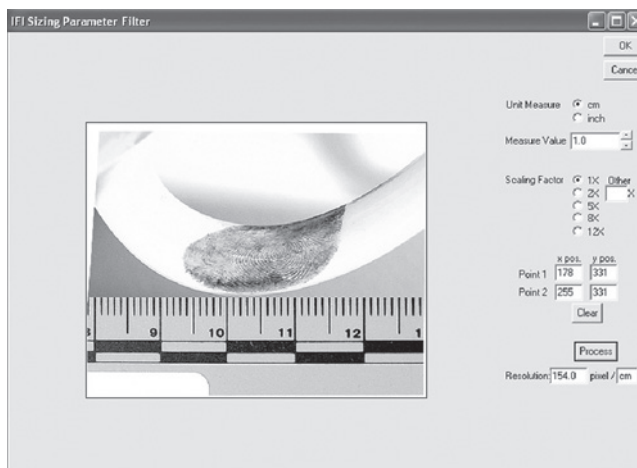 IFI Sizing Parameter Filter
OK
Cance
Unit Measure cm
inch
Measure Value 1.0
Scaling Factor 1X Other
2X X
5X
8X
12X
x pos. y pos.
Point 1 178 331
Point 2 255 331
Clear
Process
Resolution: 154.0 pixel / cm
9 10 11 12